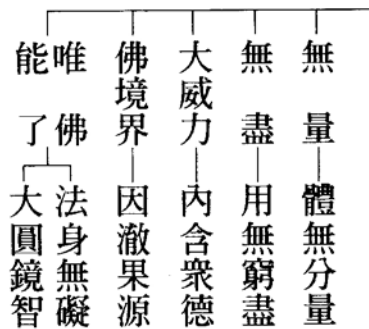 無量
體無分量
無盡
用無窮盡
大威力
內含衆德
佛境界
因澈果源
唯佛
能了
法身無礙
大圓鏡智